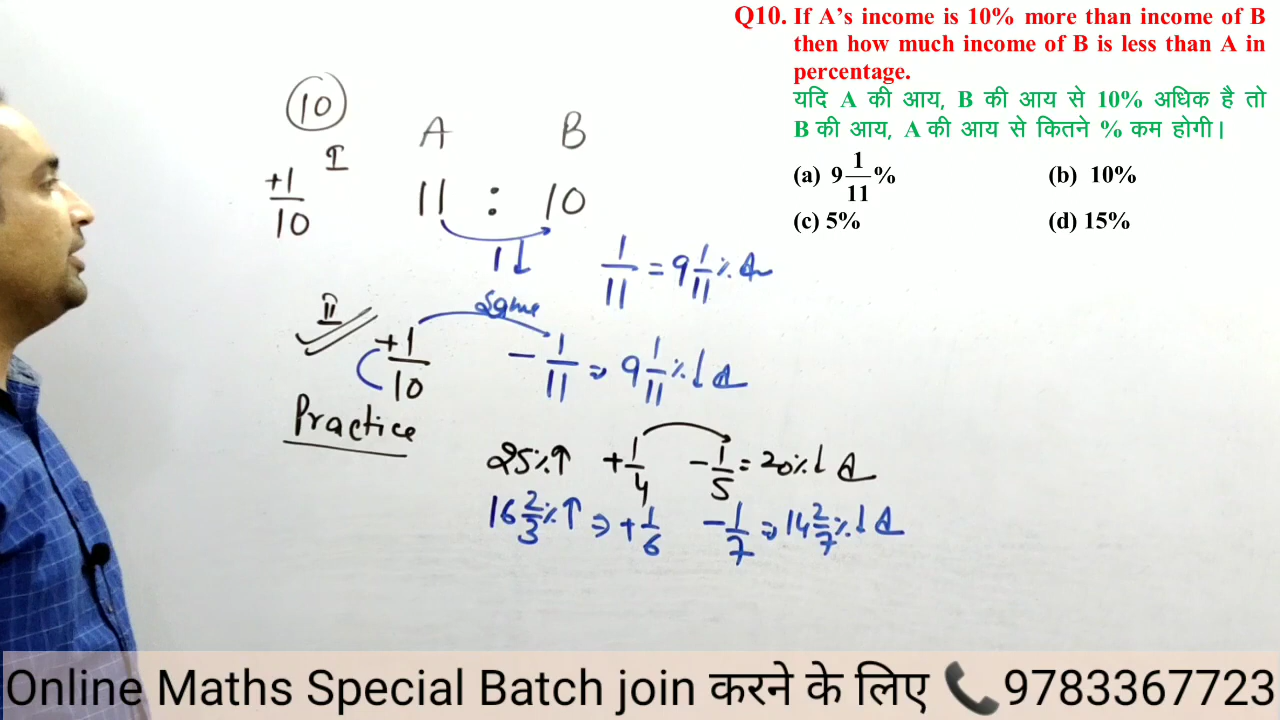 Q10. If A’s income is 10% more than income of B
then how much income of B is less than A in
percentage.
यदि A की आय, B की आय से 10% अधिक है तो
B की आय, A की आय से कितने % कम होगी।
(a) 9 1/11 % (b) 10%
(c) 5% (d) 15%
10
I
A B
+1/10 11 : 10
1↓ 1/11 = 9 1/11 %
II
Same
+1/10 - 1/11 ⇒ 9 1/11 % ↓
Practice
25%↑ +1/4 -1/5 = 20%↓
16 2/3 %↑ ⇒ +1/6 -1/7 ⇒ 14 2/7 %↓
Online Maths Special Batch join करने के लिए 📞9783367723